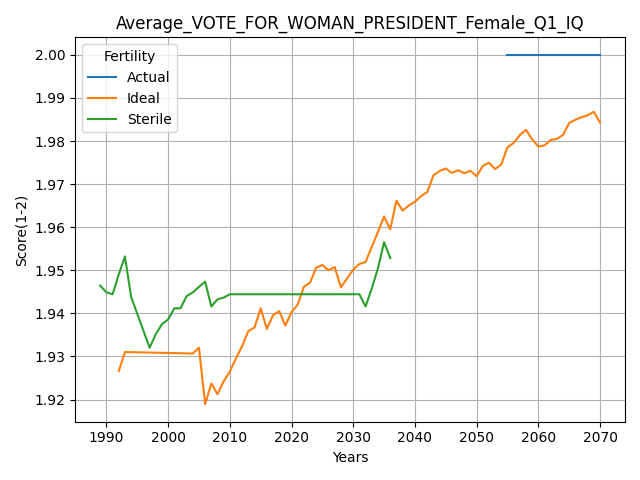 Average_VOTE_FOR_WOMAN_PRESIDENT_Female_Q1_IQ
Fertility
Actual
Ideal
Sterile
Score(1-2)
2.00
1.99
1.98
1.97
1.96
1.95
1.94
1.93
1.92
1990 2000 2010 2020 2030 2040 2050 2060 2070
Years